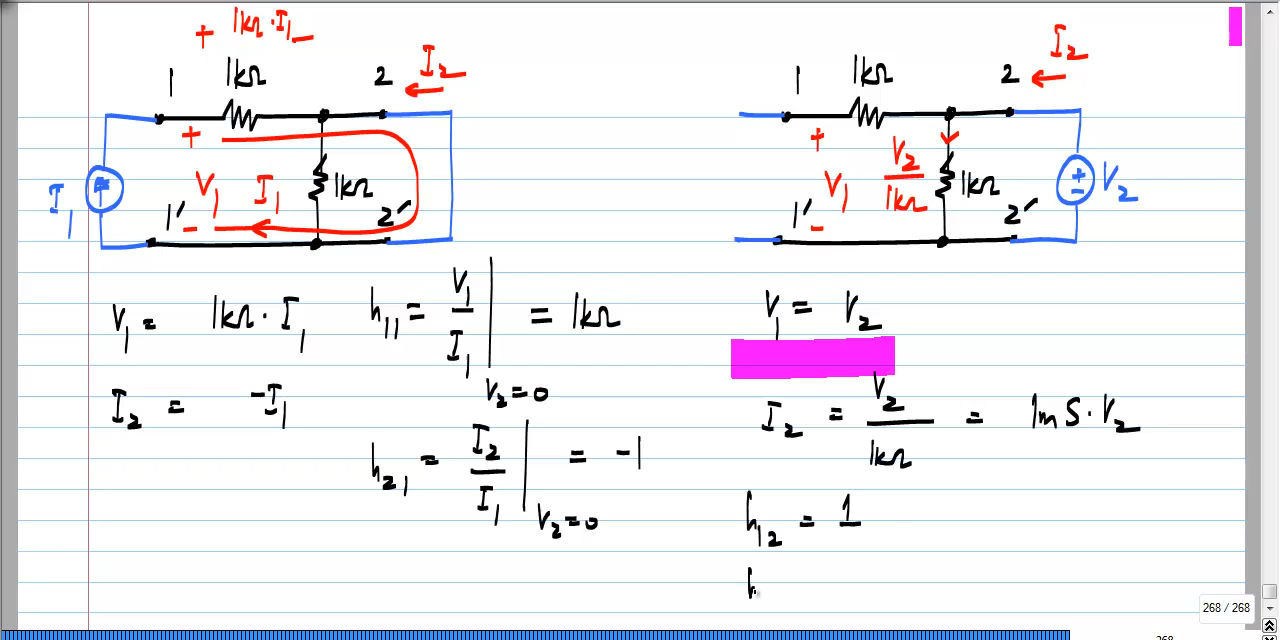 + 1kΩ·I₁ −
1 1kΩ 2 I₂
+
I₁ V₁ I₁ 1kΩ
1′ − 2′
V₁ = 1kΩ · I₁
I₂ = -I₁
h₁₁ = V₁/I₁ |V₂=0 = 1kΩ
h₂₁ = I₂/I₁ |V₂=0 = -1
I₂
1 1kΩ 2
+ V₂/1kΩ + −
V₁ 1kΩ V₂
1′ − 2′
V₁ = V₂
I₂ = V₂/1kΩ = 1mS·V₂
h₁₂ = 1
h
268 / 268
268